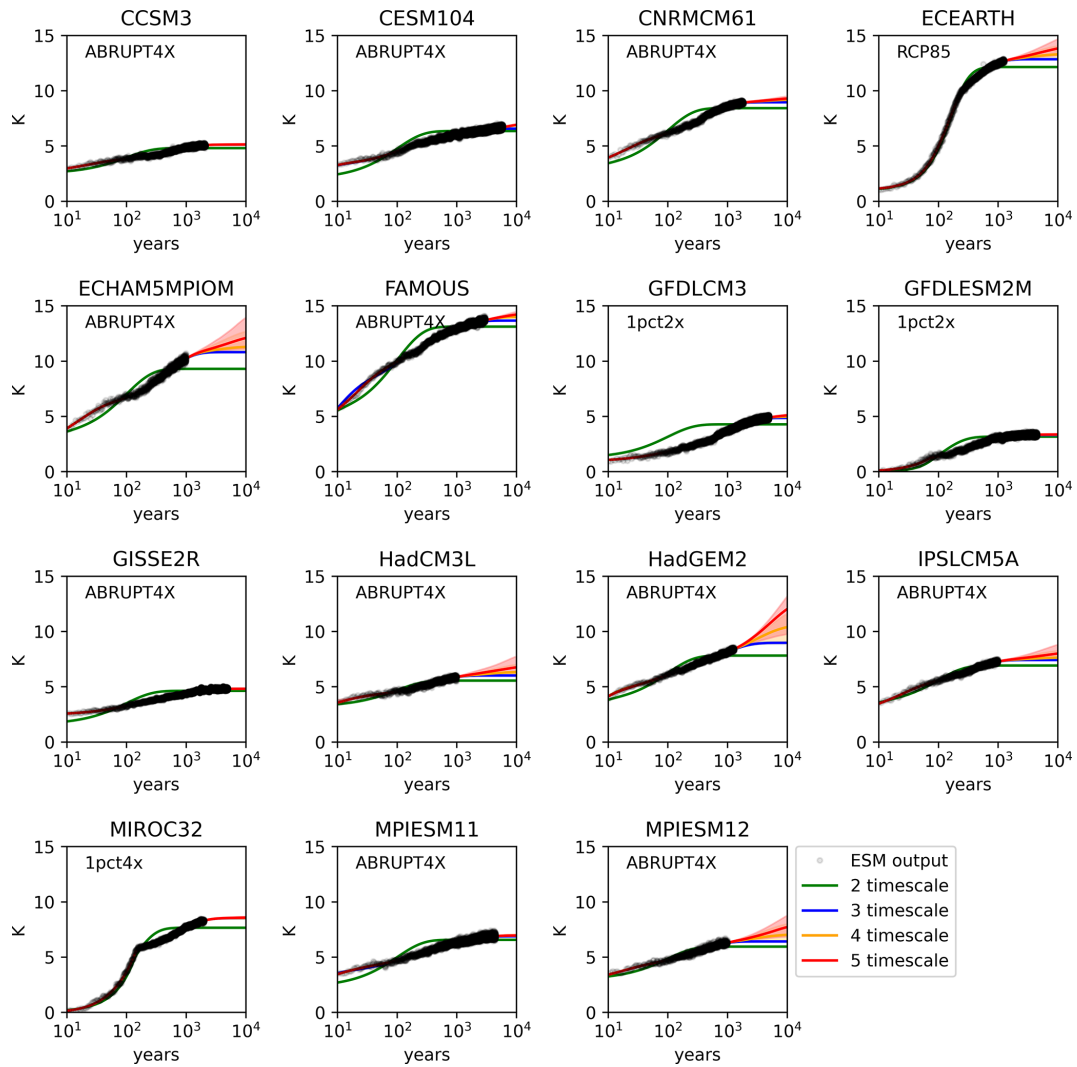 CCSM3 CESM104 CNRMCM61 ECEARTH
15 15 15 15
ABRUPT4X ABRUPT4X ABRUPT4X RCP85
10 10 10 10
K K K K
5 5 5 5
0 0 0 0
10^1 10^2 10^3 10^4 10^1 10^2 10^3 10^4 10^1 10^2 10^3 10^4 10^1 10^2 10^3 10^4
years years years years
ECHAM5MPIOM FAMOUS GFDLCM3 GFDLESM2M
15 15 15 15
ABRUPT4X ABRUPT4X 1pct2x 1pct2x
10 10 10 10
K K K K
5 5 5 5
0 0 0 0
10^1 10^2 10^3 10^4 10^1 10^2 10^3 10^4 10^1 10^2 10^3 10^4 10^1 10^2 10^3 10^4
years years years years
GISSE2R HadCM3L HadGEM2 IPSLCM5A
15 15 15 15
ABRUPT4X ABRUPT4X ABRUPT4X ABRUPT4X
10 10 10 10
K K K K
5 5 5 5
0 0 0 0
10^1 10^2 10^3 10^4 10^1 10^2 10^3 10^4 10^1 10^2 10^3 10^4 10^1 10^2 10^3 10^4
years years years years
MIROC32 MPIESM11 MPIESM12
15 15 15
1pct4x ABRUPT4X ABRUPT4X
10 10 10
K K K
5 5 5
0 0 0
10^1 10^2 10^3 10^4 10^1 10^2 10^3 10^4 10^1 10^2 10^3 10^4
years years years
ESM output
2 timescale
3 timescale
4 timescale
5 timescale